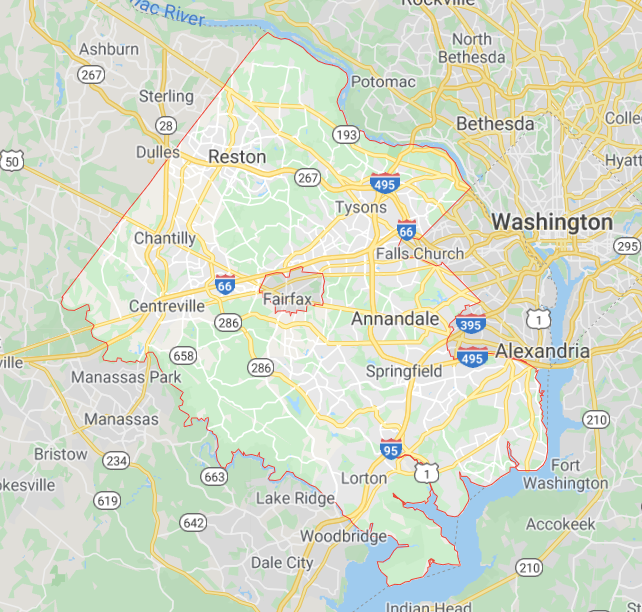 Rockville
mac River
Ashburn
North
Bethesda
267
Potomac
Sterling
28
193
Bethesda
Colle
Dulles
Reston
Hyatt
50
267
495
Tysons
Washington
66
Chantilly
Falls Church
295
66
Centreville
Fairfax
286
Annandale
395
1
ville
658
495
Alexandria
286
Manassas Park
Springfield
Manassas
210
95
Bristow
234
663
Lorton
1
Fort
Washington
okesville
619
Lake Ridge
642
Woodbridge
Accokeek
Dale City
210
Indian Head